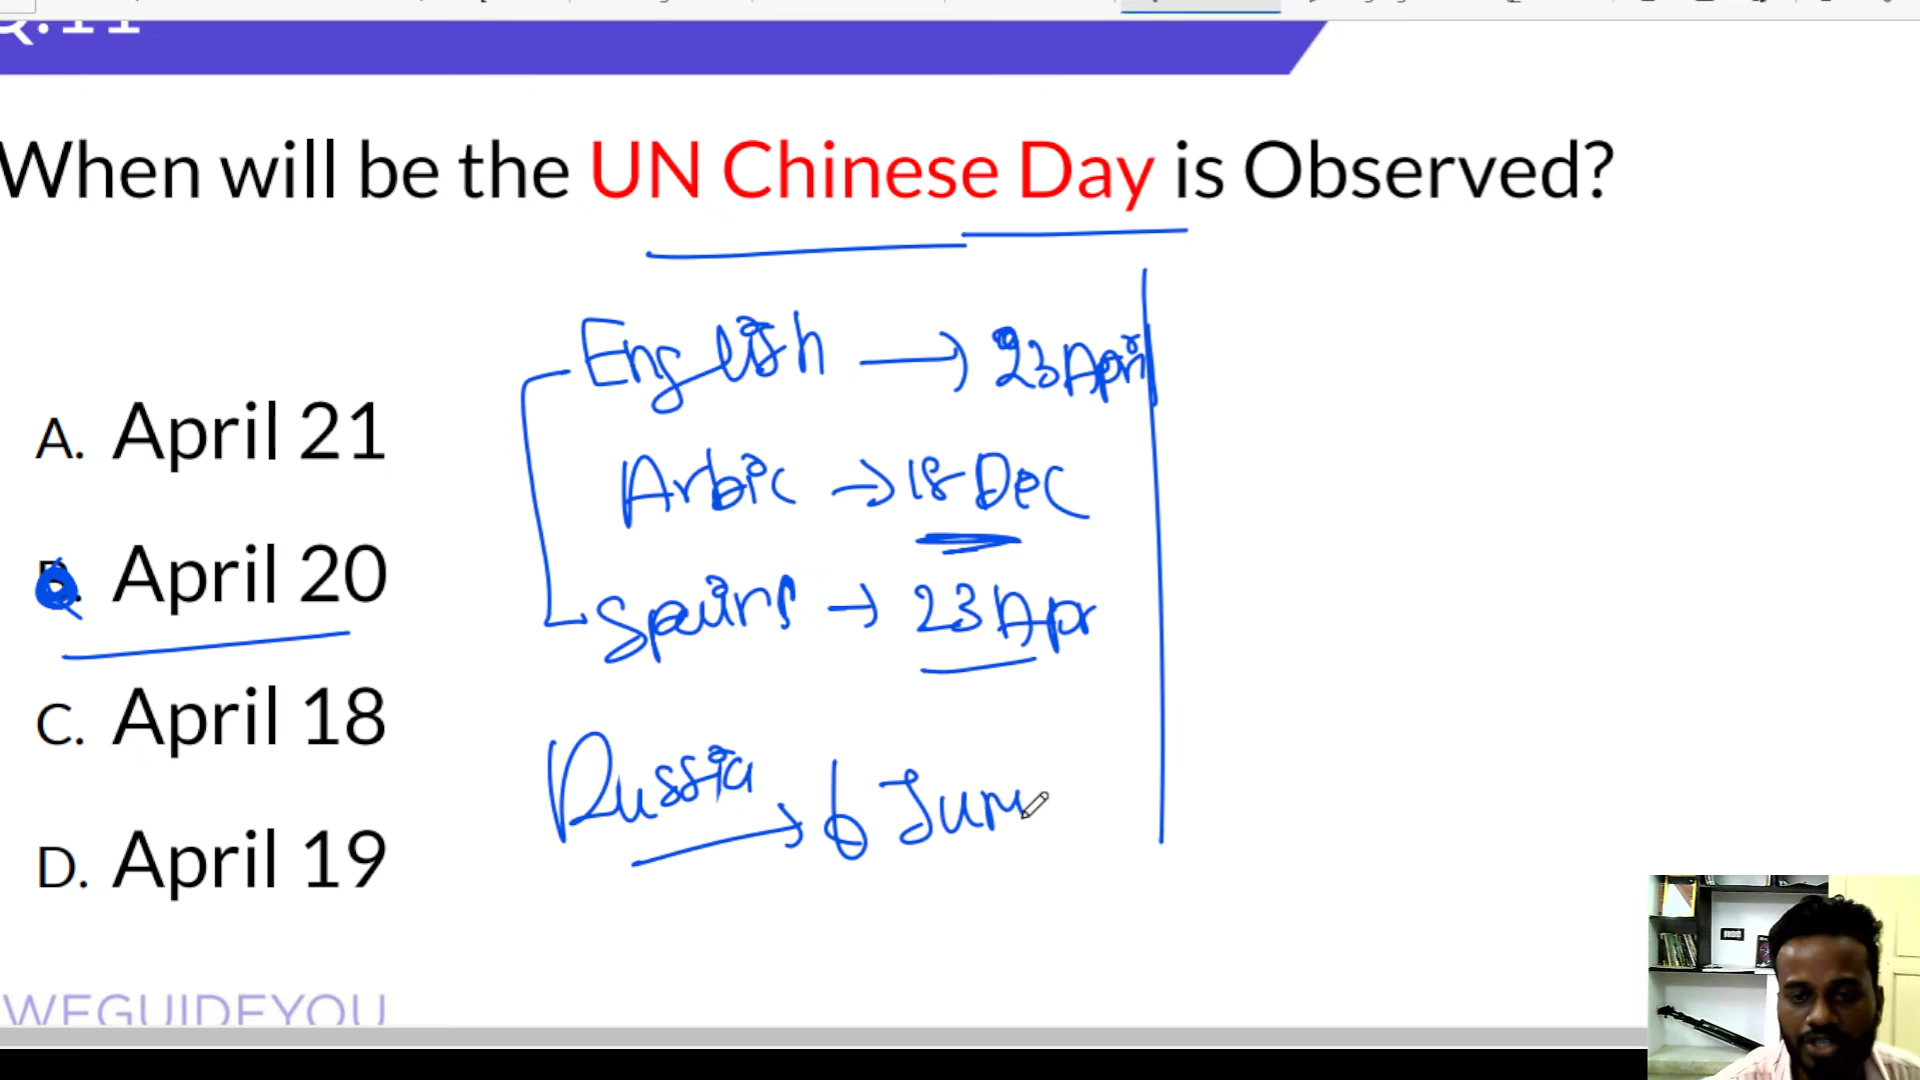 Q.11
When will be the UN Chinese Day is Observed?
English → 23 April
A. April 21
Arbic → 18 Dec
B. April 20
→ 23 Apr
C. April 18
Russia → 6 Jun
D. April 19
WEGUIDEYOU